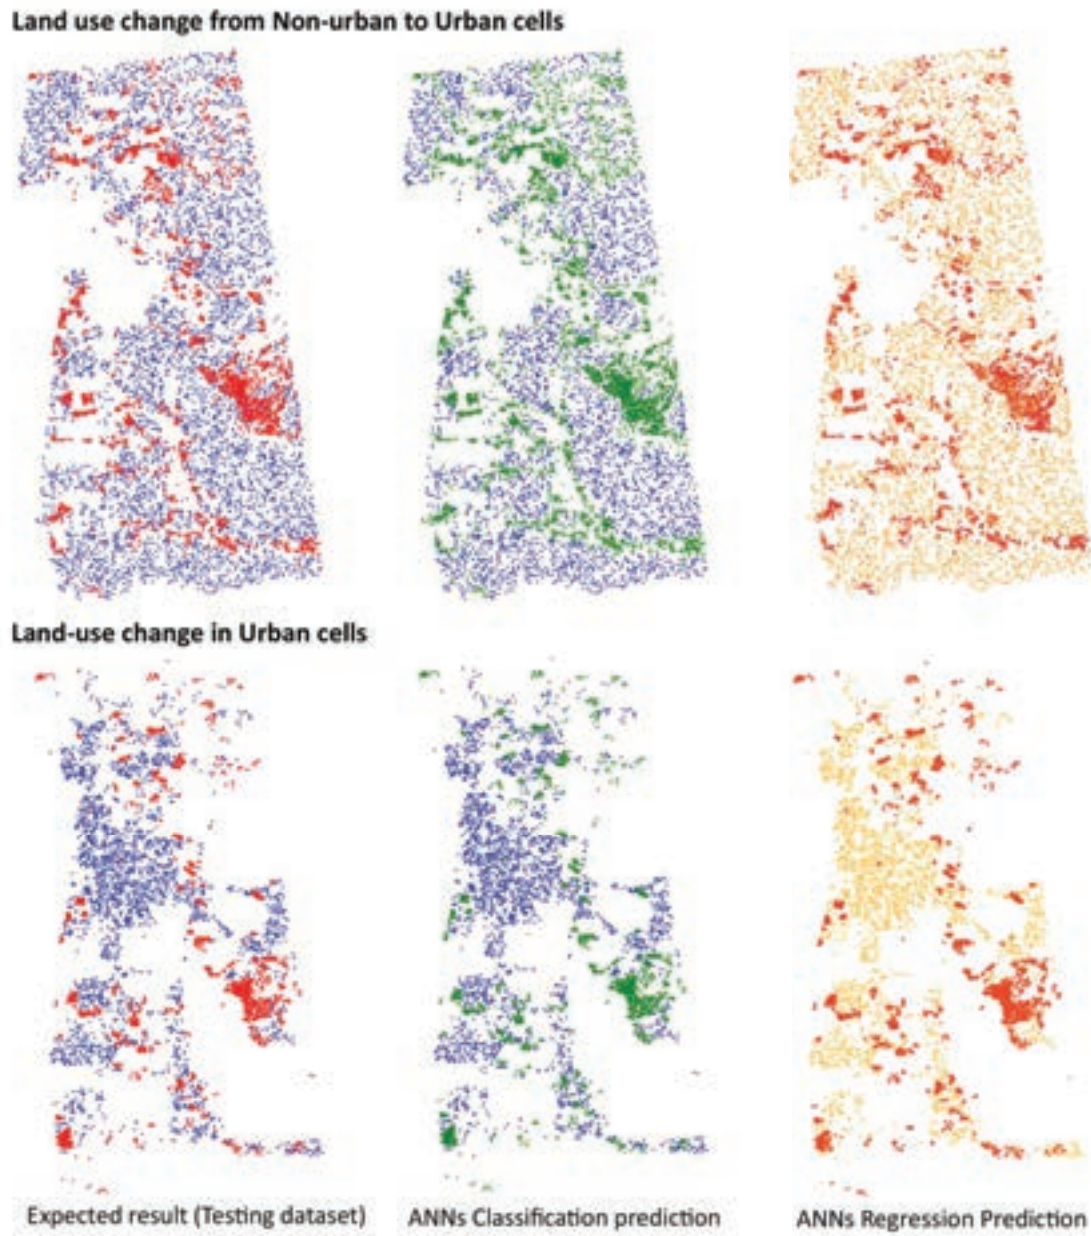 Land use change from Non-urban to Urban cells
Land-use change in Urban cells
Expected result (Testing dataset)
ANNs Classification prediction
ANNs Regression Prediction